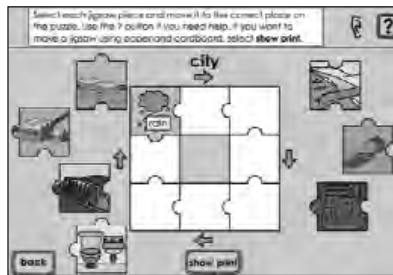 Select each jigsaw piece and move it to the correct place on
the puzzle. Use the ? button if you need help. If you want to
make a jigsaw using paper and cardboard, select show print.
?
city
rain
back
show print